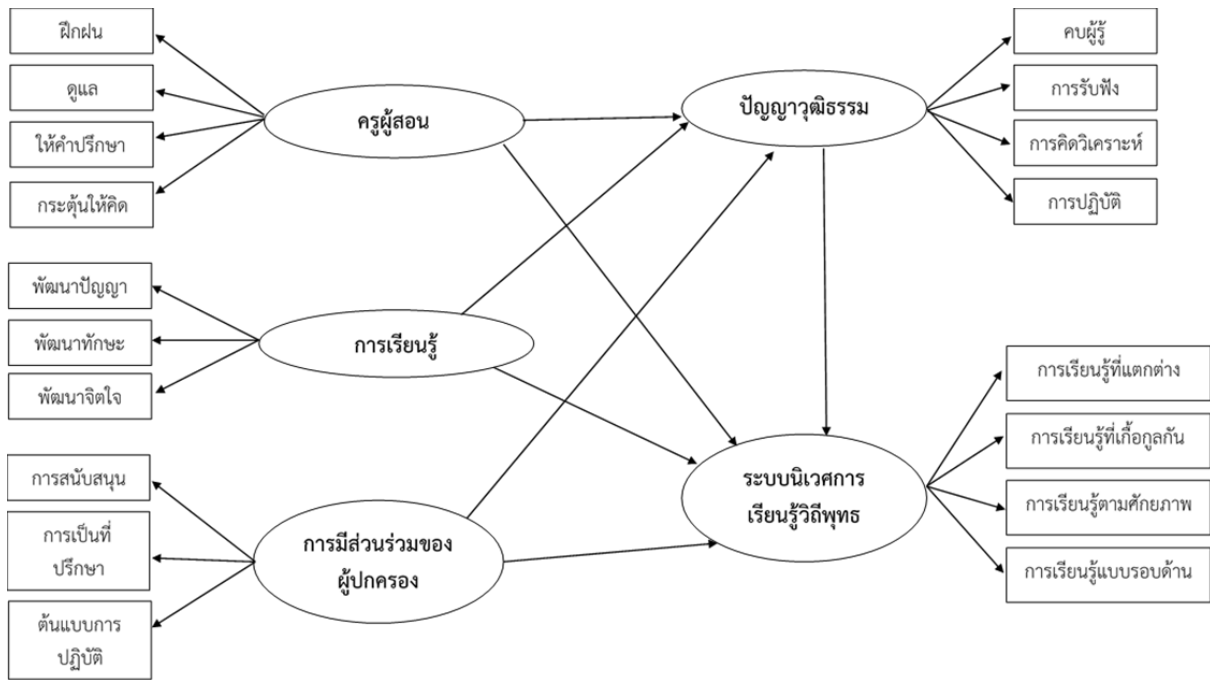 ฝึกฝน
ดูแล
ให้คำปรึกษา
กระตุ้นให้คิด
ครูผู้สอน
ปัญญาวุฒิธรรม
คบผู้รู้
การรับฟัง
การคิดวิเคราะห์
การปฏิบัติ
พัฒนาปัญญา
พัฒนาทักษะ
พัฒนาจิตใจ
การเรียนรู้
การสนับสนุน
การเป็นที่
ปรึกษา
ต้นแบบการ
ปฏิบัติ
การมีส่วนร่วมของ
ผู้ปกครอง
ระบบนิเวศการ
เรียนรู้วิถีพุทธ
การเรียนรู้ที่แตกต่าง
การเรียนรู้ที่เกื้อกูลกัน
การเรียนรู้ตามศักยภาพ
การเรียนรู้แบบรอบด้าน